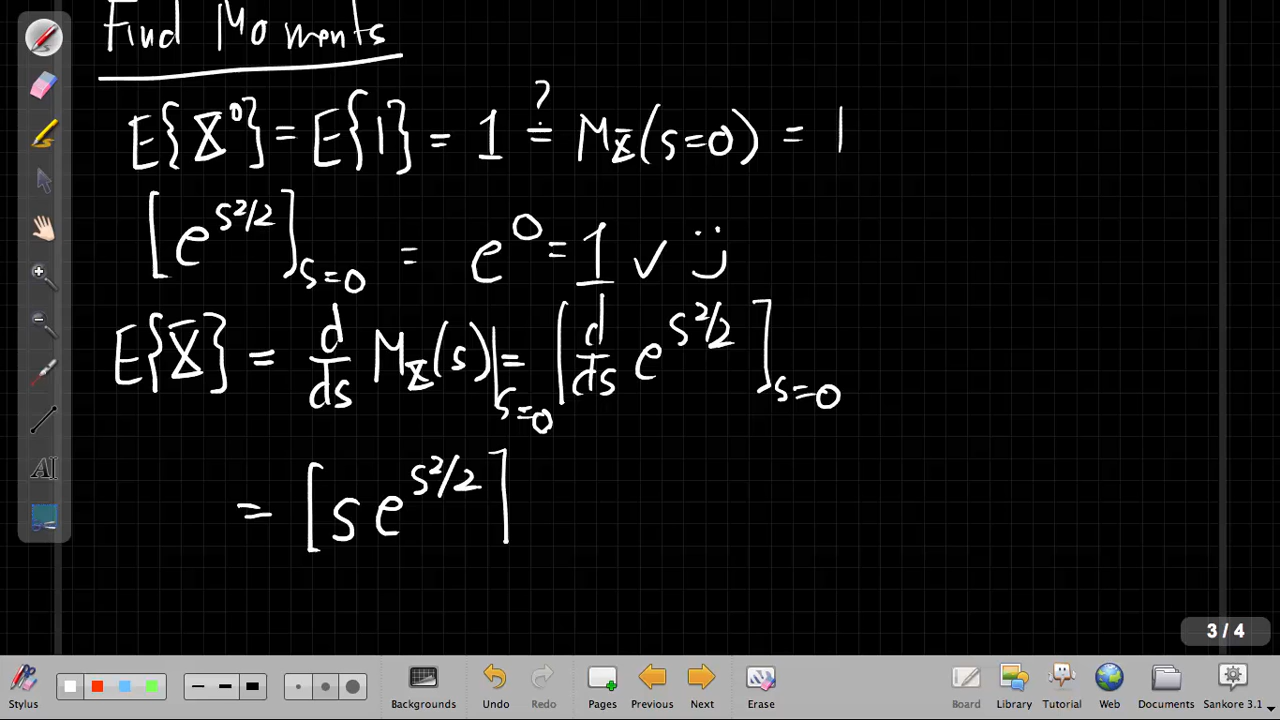 Find Moments
E{X̄⁰} = E{1} = 1 ≟ M_X̄(s=0) = 1
[e^{s²/2}]_{s=0} = e⁰ = 1 ✓ ü
E{X̄} = d/ds M_X̄(s)|_{s=0} = [d/ds e^{s²/2}]_{s=0}
= [s e^{s²/2}]
3 / 4
Stylus
Backgrounds
Undo
Redo
Pages
Previous
Next
Erase
Board
Library
Tutorial
Web
Documents
Sankore 3.1